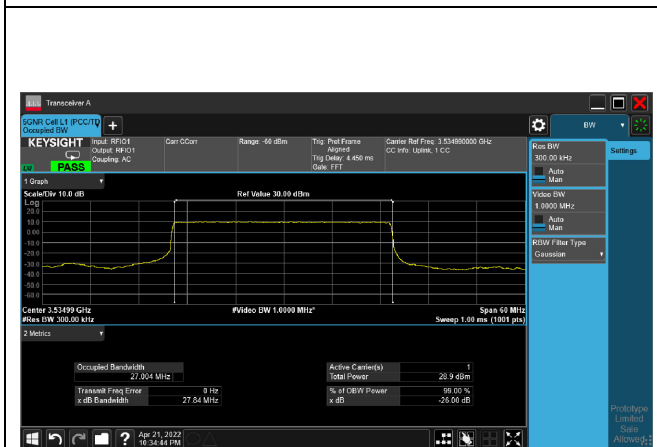 Transceiver A
5GNR Cell L1 (PCC/TD
Occupied BW
BW
KEYSIGHT
Input: RFIO1
Output: RFIO1
Coupling: AC
Corr CCorr
Range: -60 dBm
Trig: Prot Frame
Aligned
Trig Delay: 4.450 ms
Gate: FFT
Carrier Ref Freq: 3.534990000 GHz
CC Info: Uplink, 1 CC
PASS
Res BW
300.00 kHz
Auto
Man
Settings
Video BW
1.0000 MHz
Auto
Man
RBW Filter Type
Gaussian
1 Graph
Scale/Div 10.0 dB
Ref Value 30.00 dBm
Log
20.0
10.0
0.00
-10.0
-20.0
-30.0
-40.0
-50.0
-60.0
Center 3.53499 GHz
#Video BW 1.0000 MHz*
Span 60 MHz
#Res BW 300.00 kHz
Sweep 1.00 ms (1001 pts)
2 Metrics
Occupied Bandwidth
27.004 MHz
Active Carrier(s) 1
Total Power 28.9 dBm
Transmit Freq Error 0 Hz
% of OBW Power 99.00 %
x dB Bandwidth 27.84 MHz
x dB -26.00 dB
Prototype
Limited
Sale
Allowed
Apr 21, 2022
10:34:44 PM